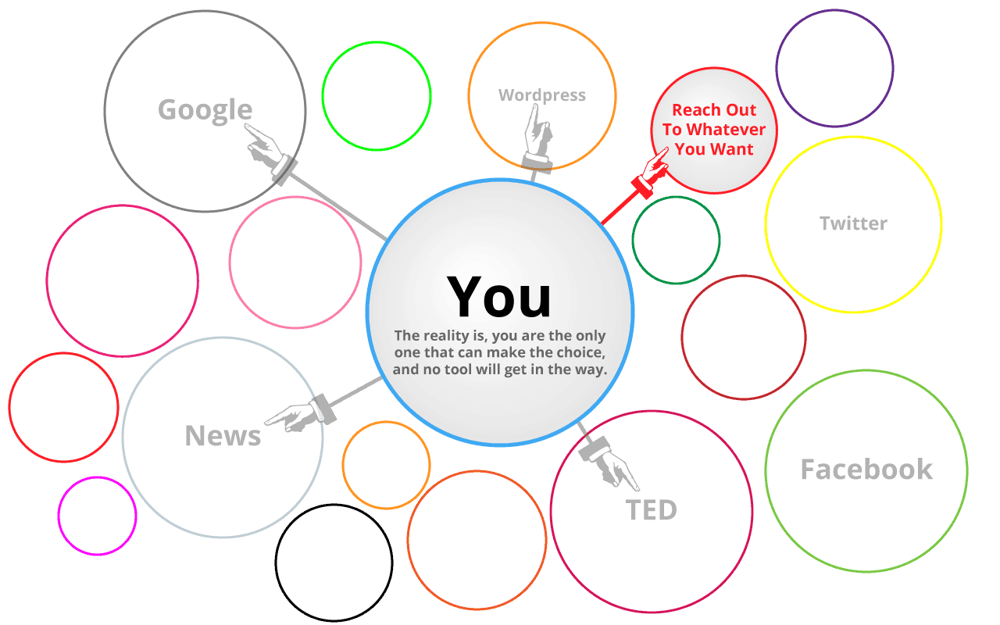 Google
Wordpress
Reach Out
To Whatever
You Want
Twitter
You
The reality is, you are the only
one that can make the choice,
and no tool will get in the way.
News
TED
Facebook